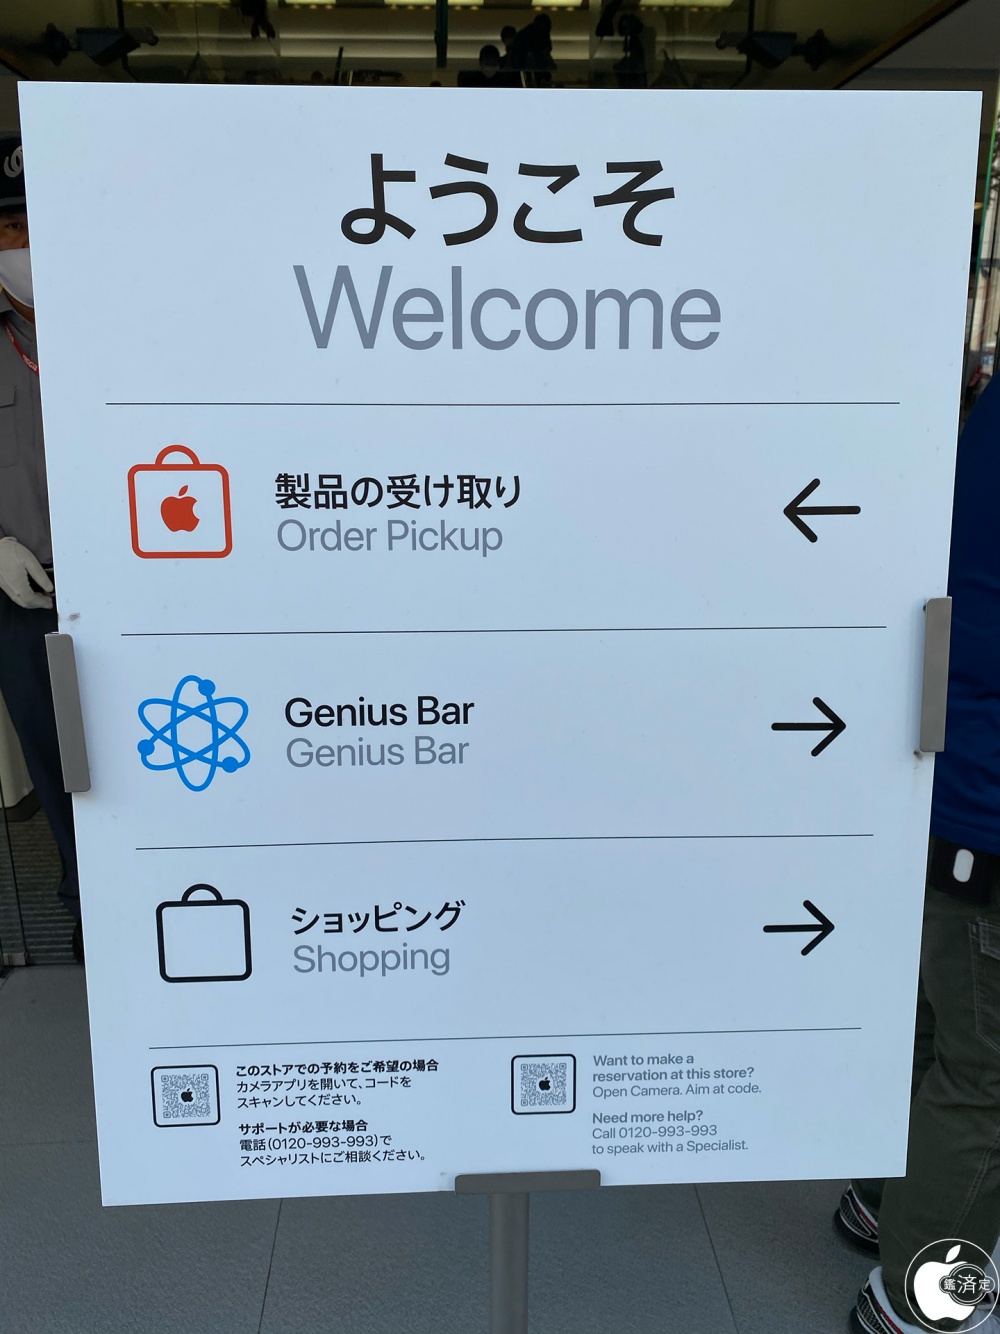 ようこそ
Welcome
製品の受け取り
Order Pickup
Genius Bar
Genius Bar
ショッピング
Shopping
このストアでの予約をご希望の場合
カメラアプリを開いて、コードを
スキャンしてください。
サポートが必要な場合
電話(0120-993-993)で
スペシャリストにご相談ください。
Want to make a
reservation at this store?
Open Camera. Aim at code.
Need more help?
Call 0120-993-993
to speak with a Specialist.
鑑済定